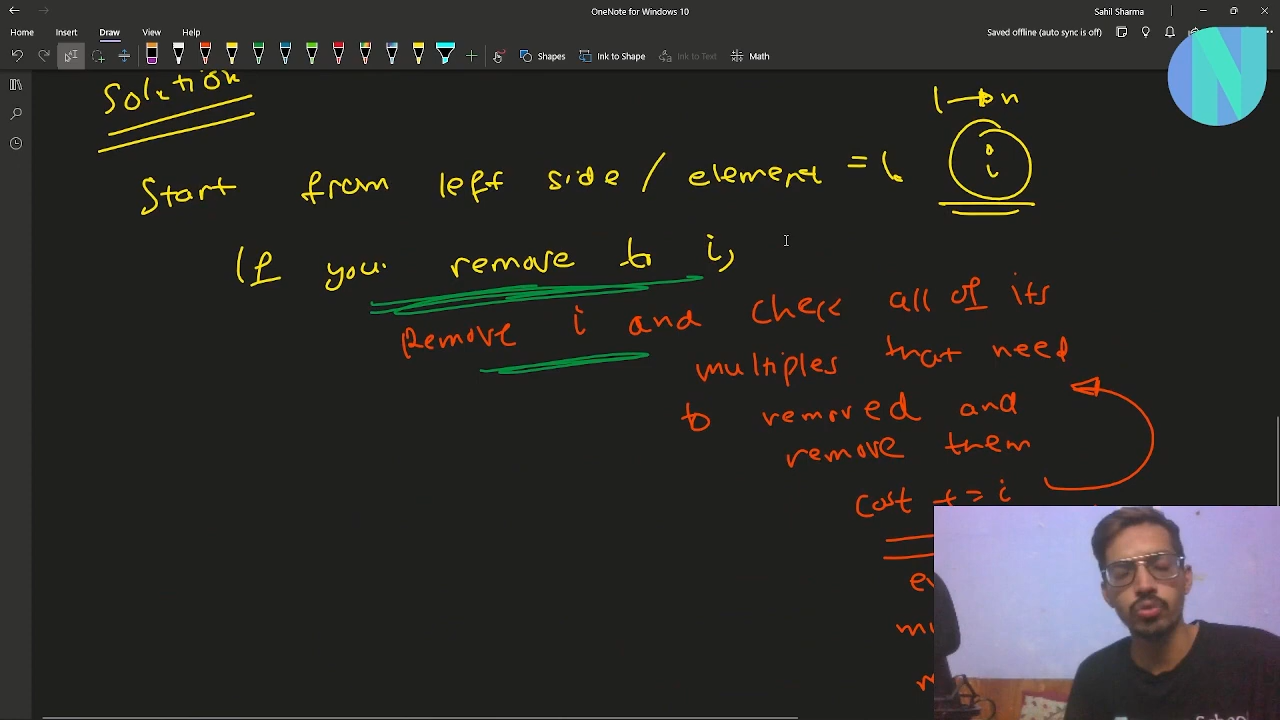 OneNote for Windows 10
Sahil Sharma
Home Insert Draw View Help
Saved offline (auto sync is off)
Shapes Ink to Shape Ink to Text Math
N
Solution
1 → n
Start from left side / element = 1. i
If you remove to i,
Remove i and check all of its
multiples that need
to removed and
remove them
cost + = i
ev
mu
m